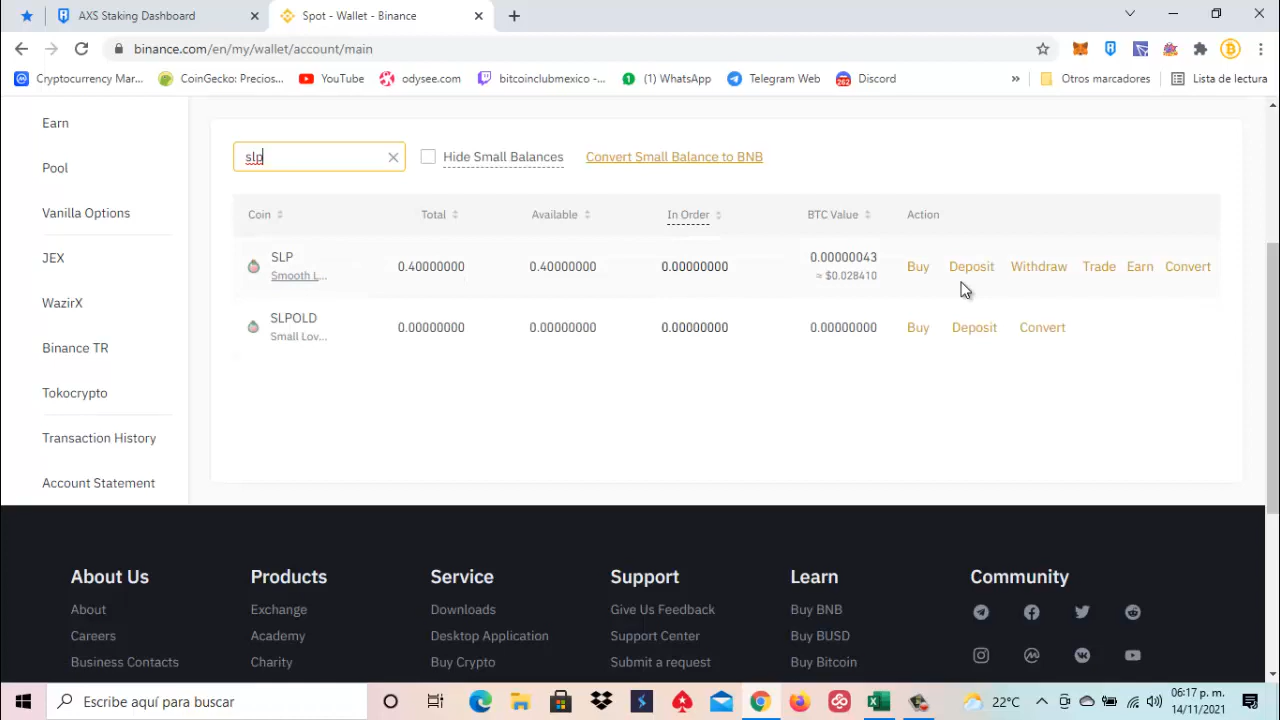 AXS Staking Dashboard
Spot - Wallet - Binance
binance.com/en/my/wallet/account/main
Cryptocurrency Mar...
CoinGecko: Precios...
YouTube
odysee.com
bitcoinclubmexico -...
(1) WhatsApp
Telegram Web
262
Discord
»
Otros marcadores
Lista de lectura
Earn
Pool
Vanilla Options
JEX
WazirX
Binance TR
Tokocrypto
Transaction History
Account Statement
slp
Hide Small Balances
Convert Small Balance to BNB
Coin Total Available In Order BTC Value Action
SLP
Smooth L...
0.40000000 0.40000000 0.00000000
0.00000043
≈ $0.028410
Buy Deposit Withdraw Trade Earn Convert
SLPOLD
Small Lov...
0.00000000 0.00000000 0.00000000 0.00000000
Buy Deposit Convert
About Us
About
Careers
Business Contacts
Products
Exchange
Academy
Charity
Service
Downloads
Desktop Application
Buy Crypto
Support
Give Us Feedback
Support Center
Submit a request
Learn
Buy BNB
Buy BUSD
Buy Bitcoin
Community
Escribe aquí para buscar
22°C
06:17 p. m.
14/11/2021